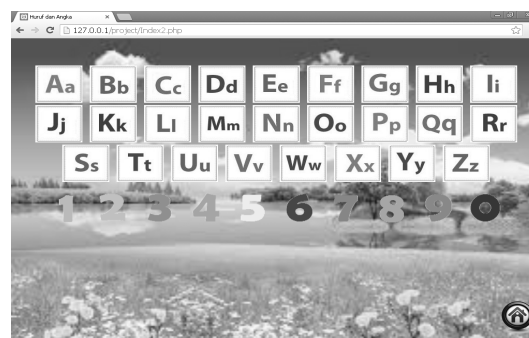 Huruf dan Angka
127.0.0.1/project/Index2.php
Aa Bb Cc Dd Ee Ff Gg Hh Ii
Jj Kk Ll Mm Nn Oo Pp Qq Rr
Ss Tt Uu Vv Ww Xx Yy Zz
1 2 3 4 5 6 7 8 9 0